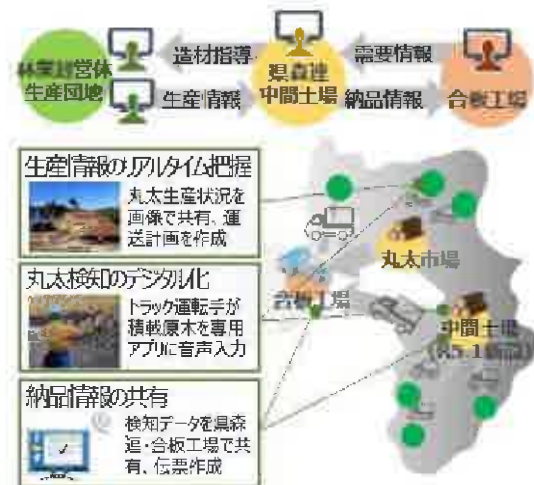 造材指導
需要情報
林業経営体
生産団地
県森連
中間土場
合板工場
生産情報
納品情報
生産情報のリアルタイム把握
丸太生産状況を
画像で共有、運
送計画を作成
丸太検知のデジタル化
トラック運転手が
積載原木を専用
アプリに音声入力
納品情報の共有
検知データを県森
連・合板工場で共
有、伝票作成
丸太市場
合板工場
中間土場